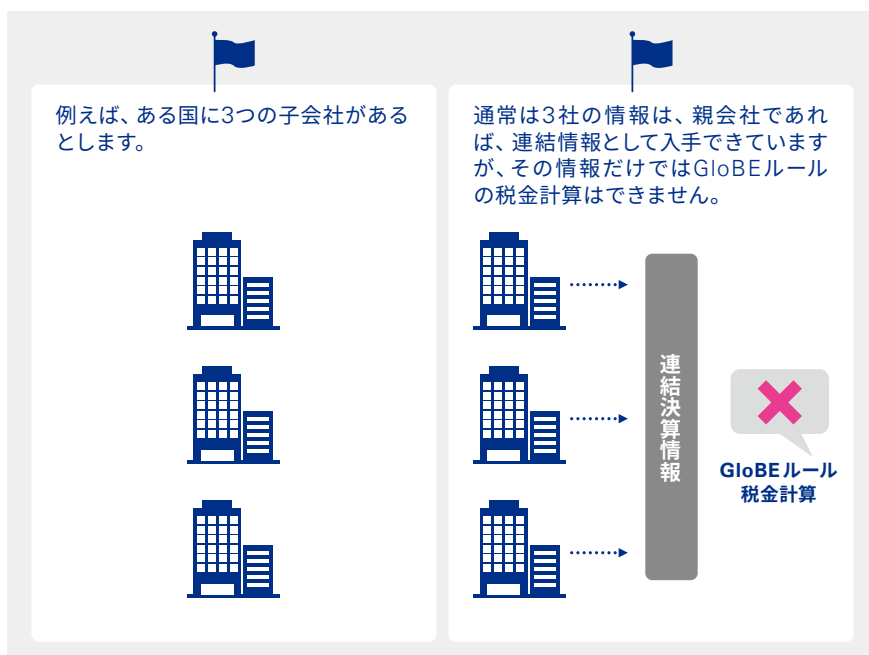 例えば、ある国に3つの子会社がある
とします。
通常は3社の情報は、親会社であれ
ば、連結情報として入手できています
が、その情報だけではGloBEルール
の税金計算はできません。
連結決算情報
GloBEルール
税金計算